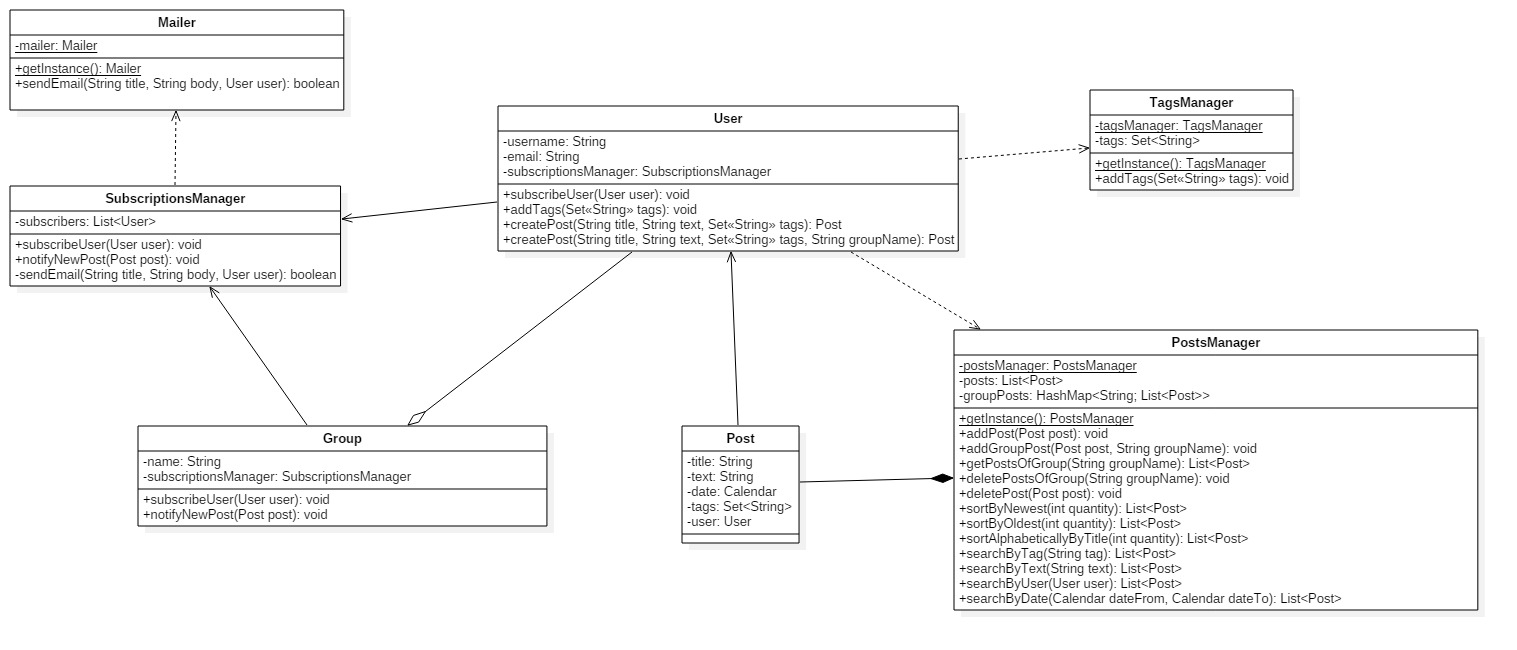 Mailer
-mailer: Mailer
+getInstance(): Mailer
+sendEmail(String title, String body, User user): boolean
SubscriptionsManager
-subscribers: List<User>
+subscribeUser(User user): void
+notifyNewPost(Post post): void
-sendEmail(String title, String body, User user): boolean
User
-username: String
-email: String
-subscriptionsManager: SubscriptionsManager
+subscribeUser(User user): void
+addTags(Set«String» tags): void
+createPost(String title, String text, Set«String» tags): Post
+createPost(String title, String text, Set«String» tags, String groupName): Post
TagsManager
-tagsManager: TagsManager
-tags: Set<String>
+getInstance(): TagsManager
+addTags(Set«String» tags): void
Group
-name: String
-subscriptionsManager: SubscriptionsManager
+subscribeUser(User user): void
+notifyNewPost(Post post): void
Post
-title: String
-text: String
-date: Calendar
-tags: Set<String>
-user: User
PostsManager
-postsManager: PostsManager
-posts: List<Post>
-groupPosts: HashMap<String; List<Post>>
+getInstance(): PostsManager
+addPost(Post post): void
+addGroupPost(Post post, String groupName): void
+getPostsOfGroup(String groupName): List<Post>
+deletePostsOfGroup(String groupName): void
+deletePost(Post post): void
+sortByNewest(int quantity): List<Post>
+sortByOldest(int quantity): List<Post>
+sortAlphabeticallyByTitle(int quantity): List<Post>
+searchByTag(String tag): List<Post>
+searchByText(String text): List<Post>
+searchByUser(User user): List<Post>
+searchByDate(Calendar dateFrom, Calendar dateTo): List<Post>